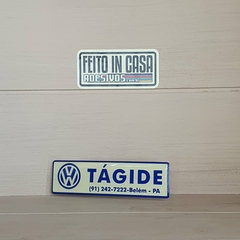 FEITO IN CASA
ADESIVOS
TÁGIDE
(91) 242-7222-Belém - PA